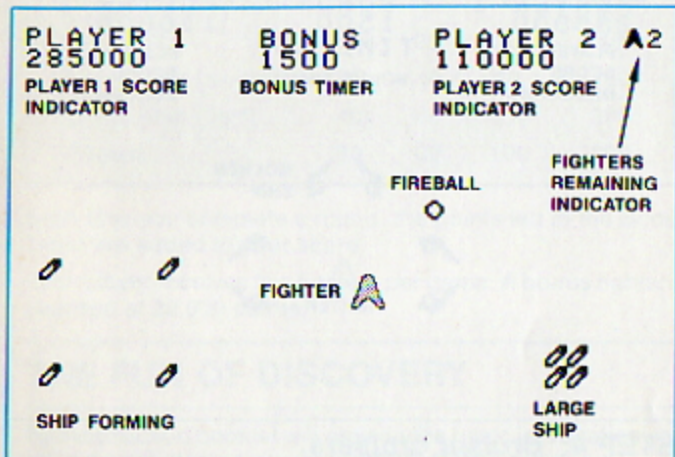 PLAYER 1 BONUS PLAYER 2 A2
285000 1500 110000
PLAYER 1 SCORE
INDICATOR
BONUS TIMER
PLAYER 2 SCORE
INDICATOR
FIGHTERS
REMAINING
INDICATOR
FIREBALL
FIGHTER
SHIP FORMING
LARGE
SHIP